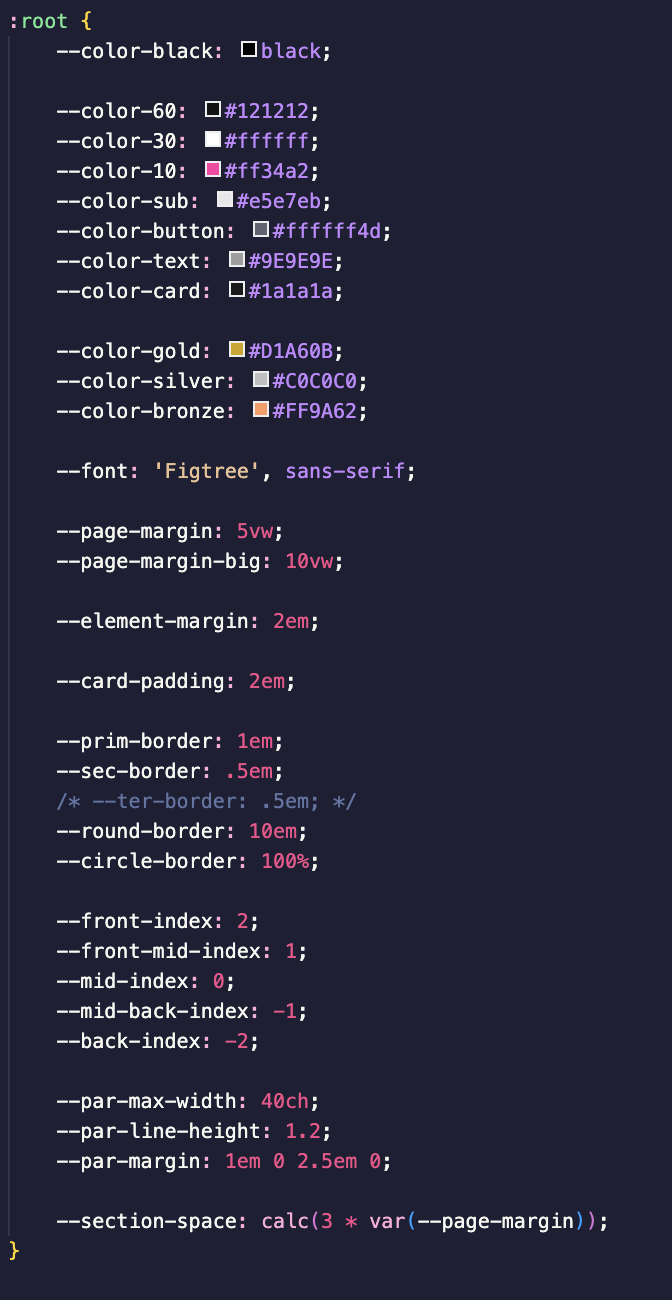 :root {
--color-black: black;
--color-60: #121212;
--color-30: #ffffff;
--color-10: #ff34a2;
--color-sub: #e5e7eb;
--color-button: #ffffff4d;
--color-text: #9E9E9E;
--color-card: #1a1a1a;
--color-gold: #D1A60B;
--color-silver: #C0C0C0;
--color-bronze: #FF9A62;
--font: 'Figtree', sans-serif;
--page-margin: 5vw;
--page-margin-big: 10vw;
--element-margin: 2em;
--card-padding: 2em;
--prim-border: 1em;
--sec-border: .5em;
/* --ter-border: .5em; */
--round-border: 10em;
--circle-border: 100%;
--front-index: 2;
--front-mid-index: 1;
--mid-index: 0;
--mid-back-index: -1;
--back-index: -2;
--par-max-width: 40ch;
--par-line-height: 1.2;
--par-margin: 1em 0 2.5em 0;
--section-space: calc(3 * var(--page-margin));
}